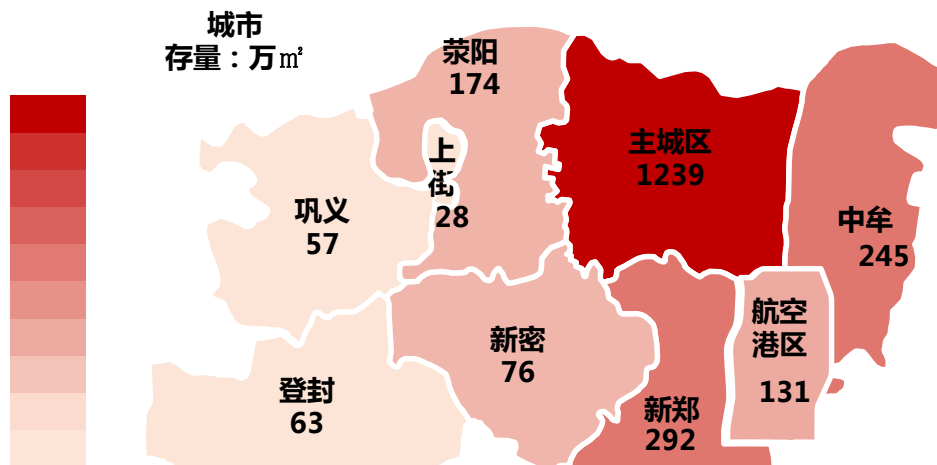 城市
存量：万㎡
荥阳
174
主城区
1239
上
街
28
巩义
57
中牟
245
航空
港区
131
新密
76
登封
63
新郑
292